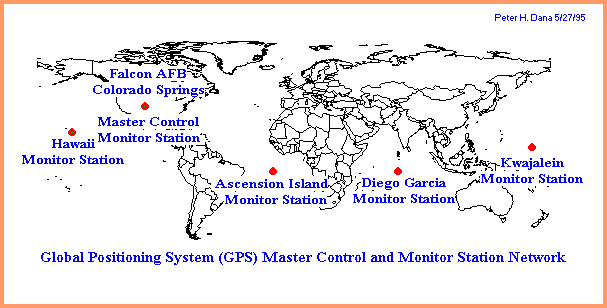 Peter H. Dana 5/27/95
Falcon AFB
Colorado Springs
Master Control
Monitor Station
Hawaii
Monitor Station
Ascension Island
Monitor Station
Diego Garcia
Monitor Station
Kwajalein
Monitor Station
Global Positioning System (GPS) Master Control and Monitor Station Network